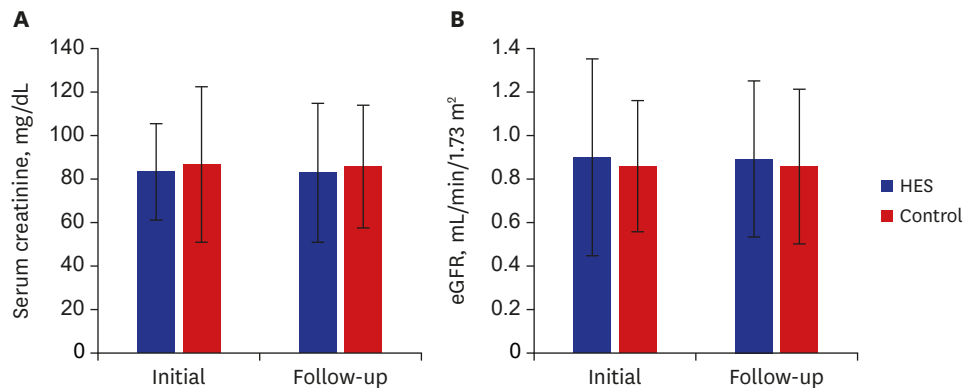 A
Serum creatinine, mg/dL
140
120
100
80
60
40
20
0
Initial
Follow-up
B
eGFR, mL/min/1.73 m²
1.4
1.2
1.0
0.8
0.6
0.4
0.2
0
Initial
Follow-up
HES
Control